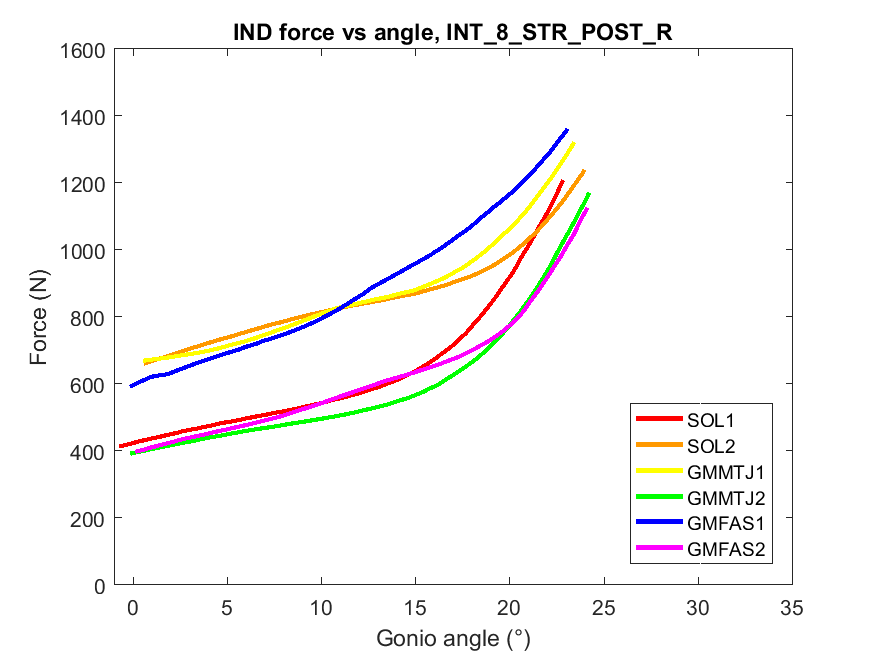 IND force vs angle, INT_8_STR_POST_R
1600
1400
1200
1000
800
600
400
200
0
Force (N)
0 5 10 15 20 25 30 35
Gonio angle (°)
SOL1
SOL2
GMMTJ1
GMMTJ2
GMFAS1
GMFAS2